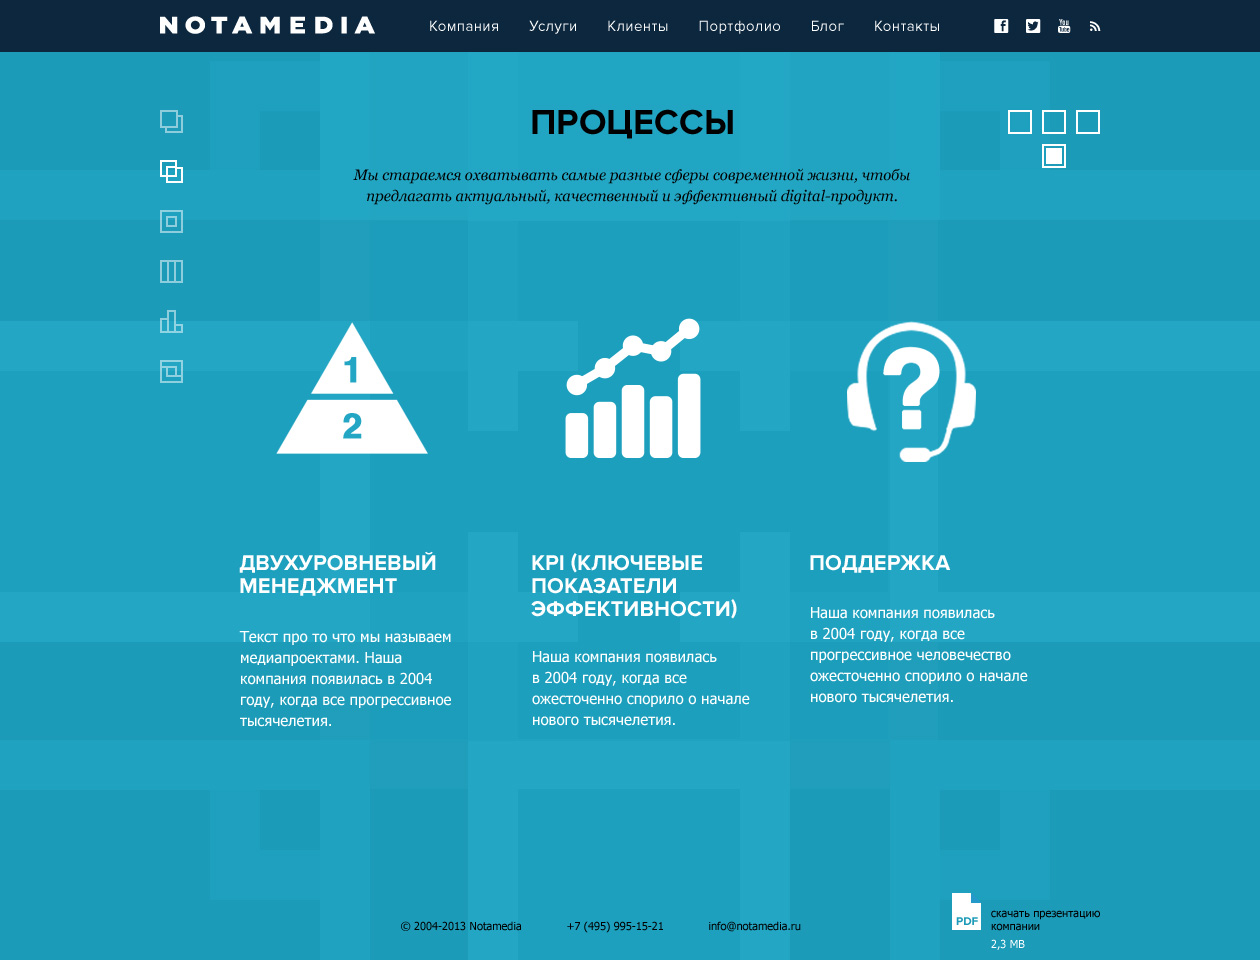 NOTAMEDIA
Компания Услуги Клиенты Портфолио Блог Контакты
You
Tube
ПРОЦЕССЫ
Мы стараемся охватывать самые разные сферы современной жизни, чтобы
предлагать актуальный, качественный и эффективный digital-продукт.
1
2
?
ДВУХУРОВНЕВЫЙ
МЕНЕДЖМЕНТ
Текст про то что мы называем
медиапроектами. Наша
компания появилась в 2004
году, когда все прогрессивное
тысячелетия.
KPI (КЛЮЧЕВЫЕ
ПОКАЗАТЕЛИ
ЭФФЕКТИВНОСТИ)
Наша компания появилась
в 2004 году, когда все
ожесточенно спорило о начале
нового тысячелетия.
ПОДДЕРЖКА
Наша компания появилась
в 2004 году, когда все
прогрессивное человечество
ожесточенно спорило о начале
нового тысячелетия.
© 2004-2013 Notamedia +7 (495) 995-15-21 info@notamedia.ru
PDF
скачать презентацию
компании
2,3 MB